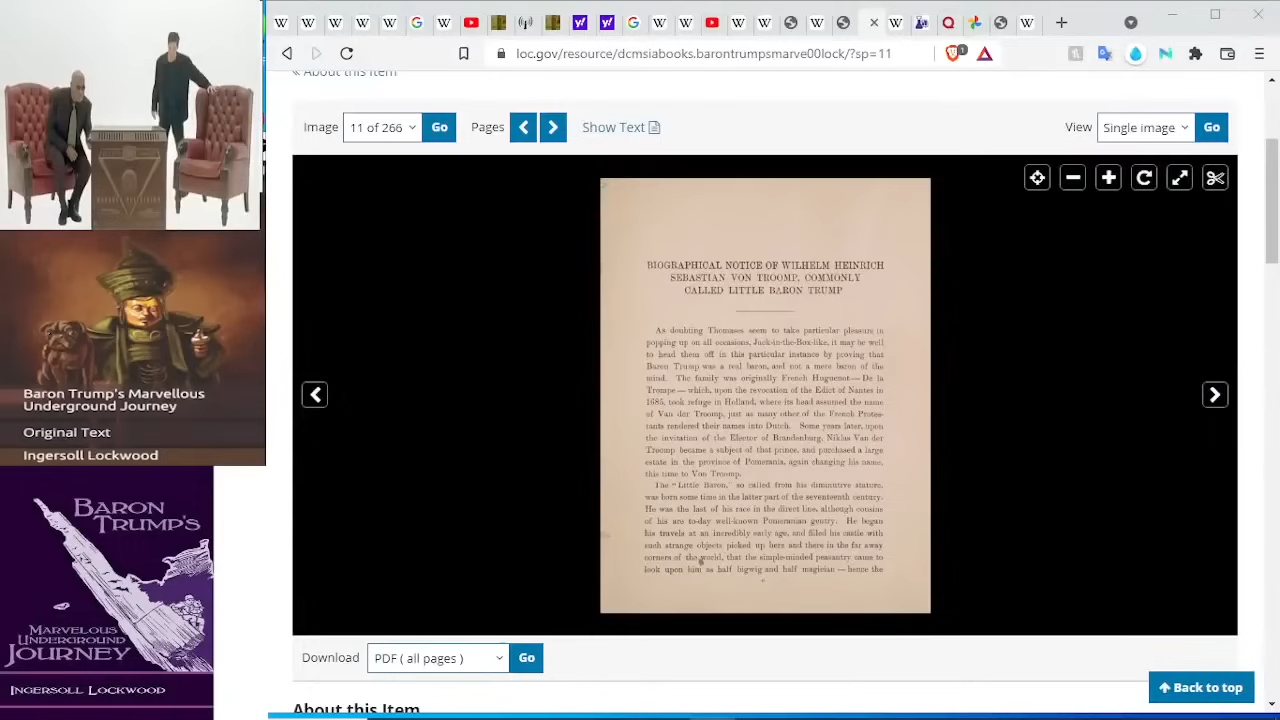 loc.gov/resource/dcmsiabooks.barontrumpsmarve00lock/?sp=11
« About this Item
Image 11 of 266 Go Pages Show Text View Single image Go
BIOGRAPHICAL NOTICE OF WILHELM HEINRICH
SEBASTIAN VON TROOMP, COMMONLY
CALLED LITTLE BARON TRUMP
As doubting Thomases seem to take particular pleasure in
popping up on all occasions, Jack-in-the-Box-like, it may be well
to head them off in this particular instance by proving that
Baron Trump was a real baron, and not a mere baron of the
mind. The family was originally French Huguenot — De la
Trompe — which, upon the revocation of the Edict of Nantes in
1685, took refuge in Holland, where its head assumed the name
of Van der Troomp, just as many other of the French Protes-
tants rendered their names into Dutch. Some years later, upon
the invitation of the Elector of Brandenburg, Niklas Van der
Troomp became a subject of that prince, and purchased a large
estate in the province of Pomerania, again changing his name,
this time to Von Troomp.
The "Little Baron," so called from his diminutive stature,
was born some time in the latter part of the seventeenth century.
He was the last of his race in the direct line, although cousins
of his are to-day well-known Pomeranian gentry. He began
his travels at an incredibly early age, and filled his castle with
such strange objects picked up here and there in the far away
corners of the world, that the simple-minded peasantry came to
look upon him as half bigwig and half magician — hence the
Download PDF ( all pages ) Go
Back to top
About this Item
Baron Trump's Marvellous
Underground Journey
Original Text
Ingersoll Lockwood
BARON
TRUMP'S
MARVELOUS
UNDERGROUND
JOURNEY
INGERSOLL LOCKWOOD